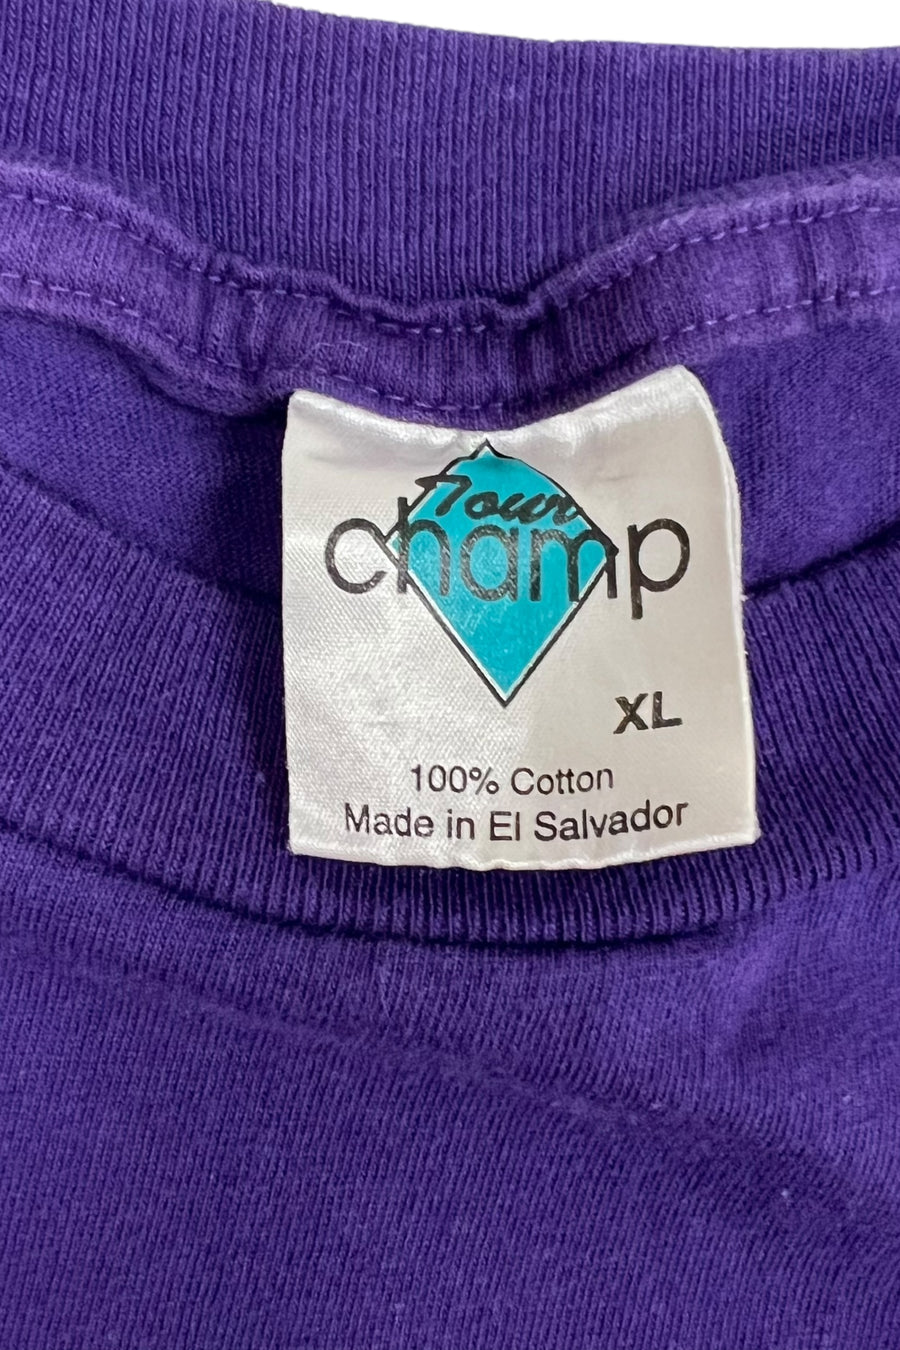 Tour
champ
XL
100% Cotton
Made in El Salvador